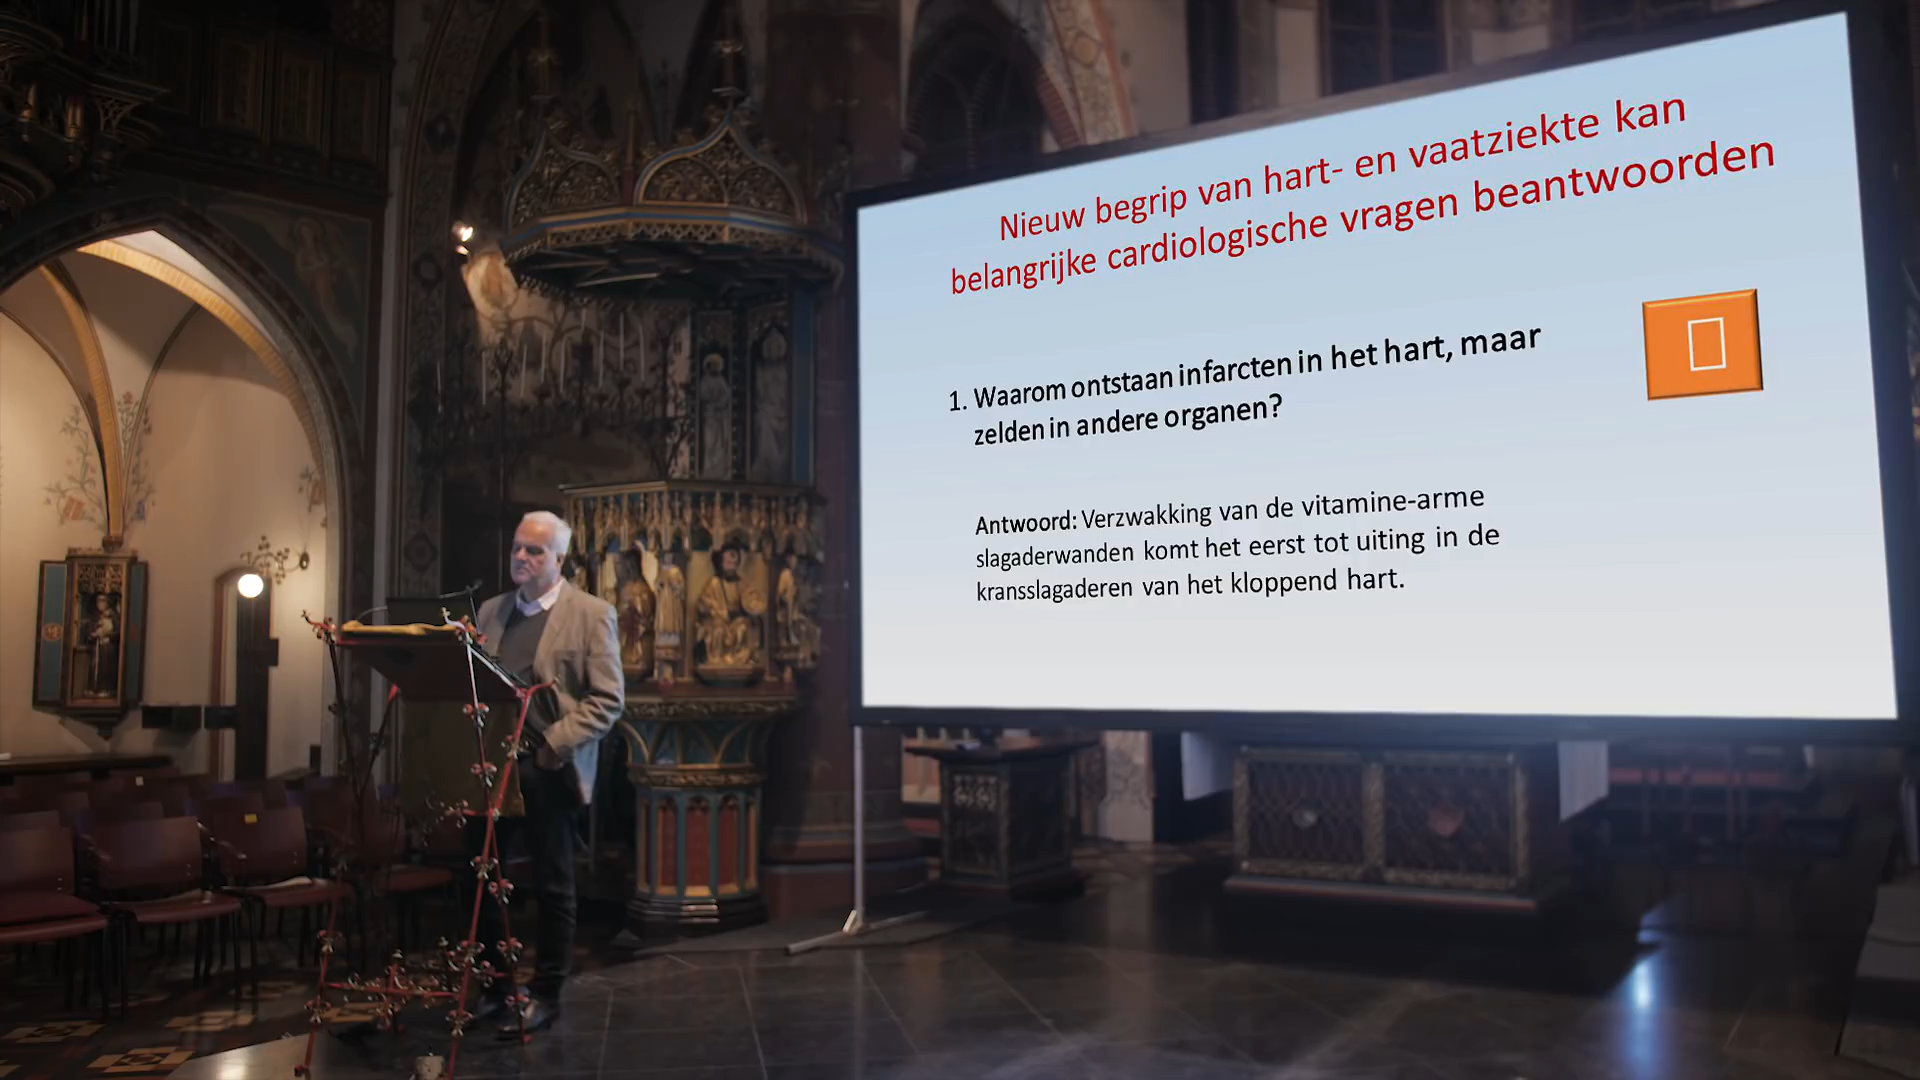 Nieuw begrip van hart- en vaatziekte kan
belangrijke cardiologische vragen beantwoorden
1. Waarom ontstaan infarcten in het hart, maar
zelden in andere organen?
Antwoord: Verzwakking van de vitamine-arme
slagaderwanden komt het eerst tot uiting in de
kransslagaderen van het kloppend hart.